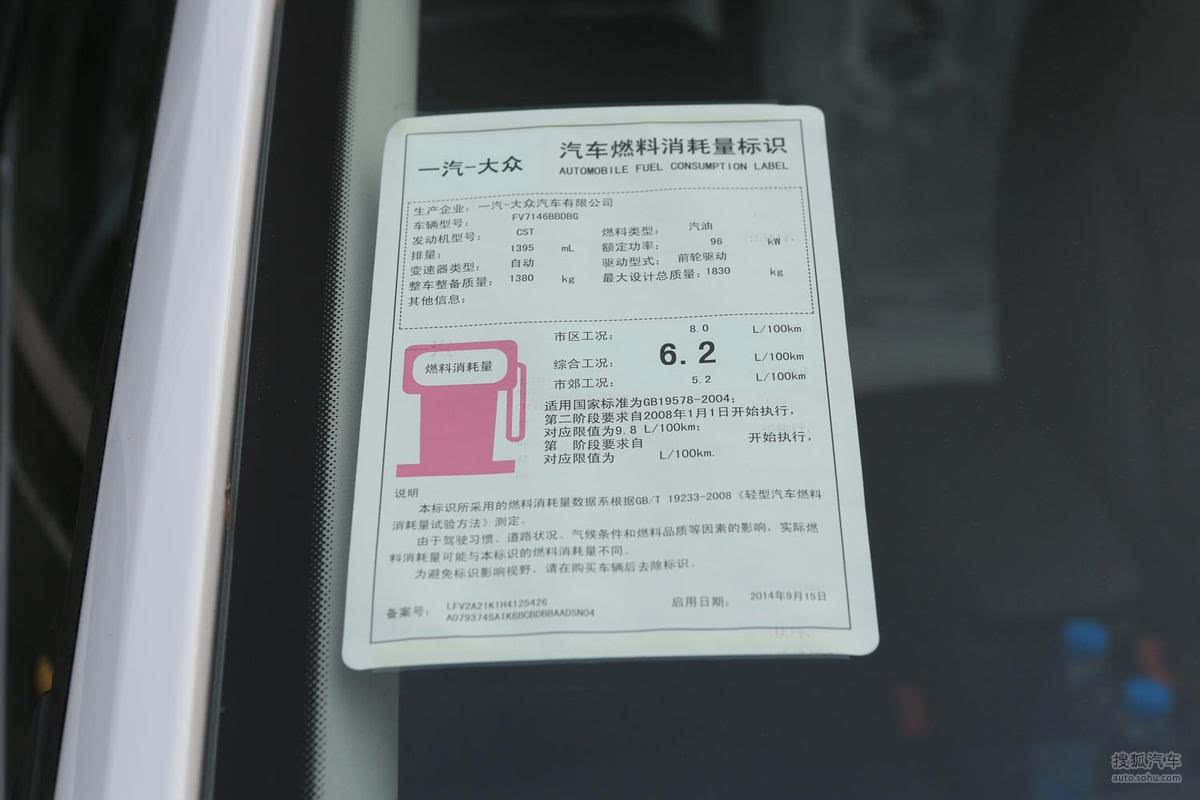 一汽-大众
汽车燃料消耗量标识
AUTOMOBILE FUEL CONSUMPTION LABEL
生产企业：一汽-大众汽车有限公司
车辆型号： FV7146BBDBG
发动机型号： CST 燃料类型： 汽油
排量： 1395 mL 额定功率： 96 kW
变速器类型： 自动 驱动型式： 前轮驱动
整车整备质量： 1380 kg 最大设计总质量：1830 kg
其他信息：
燃料消耗量
市区工况： 8.0 L/100km
综合工况： 6.2 L/100km
市郊工况： 5.2 L/100km
适用国家标准为GB19578-2004；
第二阶段要求自2008年1月1日开始执行，
对应限值为9.8 L/100km；
第 阶段要求自 开始执行，
对应限值为 L/100km.
说明
本标识所采用的燃料消耗量数据系根据GB/T 19233-2008《轻型汽车燃料
消耗量试验方法》测定。
由于驾驶习惯、道路状况、气候条件和燃料品质等因素的影响，实际燃
料消耗量可能与本标识的燃料消耗量不同。
为避免标识影响视野，请在购买车辆后去除标识。
备案号： LFV2A21K1H4125426
A079374SA1K6BCBDBBAAD5N04
启用日期： 2014年9月15日
搜狐汽车
auto.sohu.com